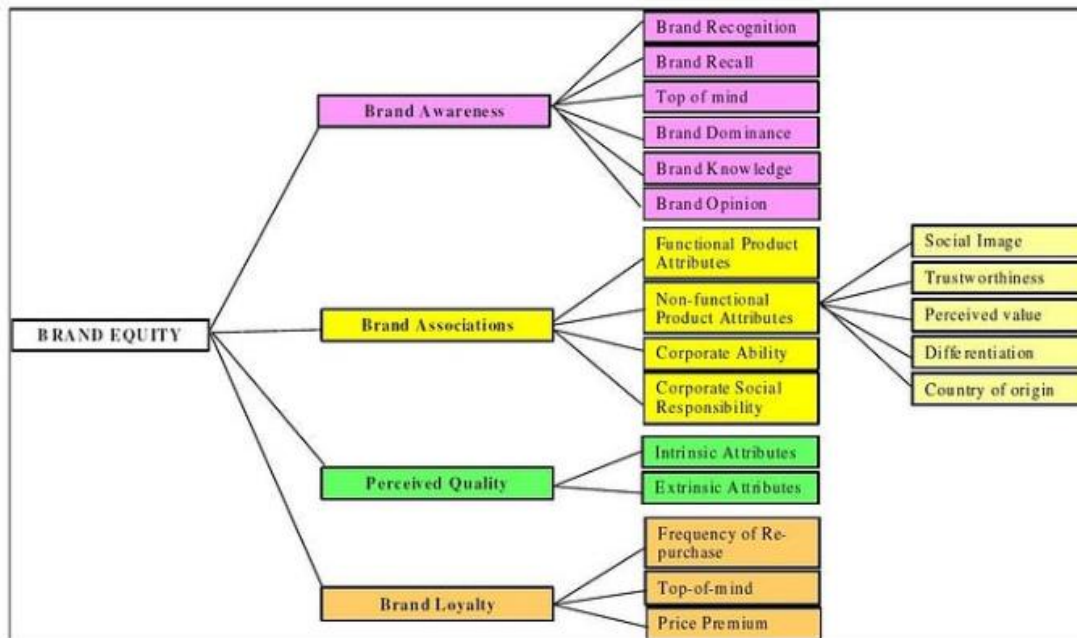 BRAND EQUITY
Brand Awareness
Brand Recognition
Brand Recall
Top of mind
Brand Dominance
Brand Knowledge
Brand Opinion
Brand Associations
Functional Product
Attributes
Non-functional
Product Attributes
Corporate Ability
Corporate Social
Responsibility
Social Image
Trustworthiness
Perceived value
Differentiation
Country of origin
Perceived Quality
Intrinsic Attributes
Extrinsic Attributes
Brand Loyalty
Frequency of Re-
purchase
Top-of-mind
Price Premium